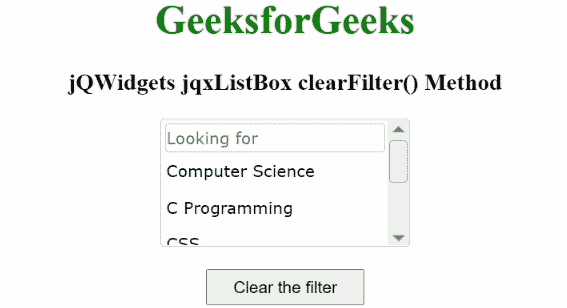 GeeksforGeeks
jQWidgets jqxListBox clearFilter() Method
Looking for
Computer Science
C Programming
CSS
Clear the filter